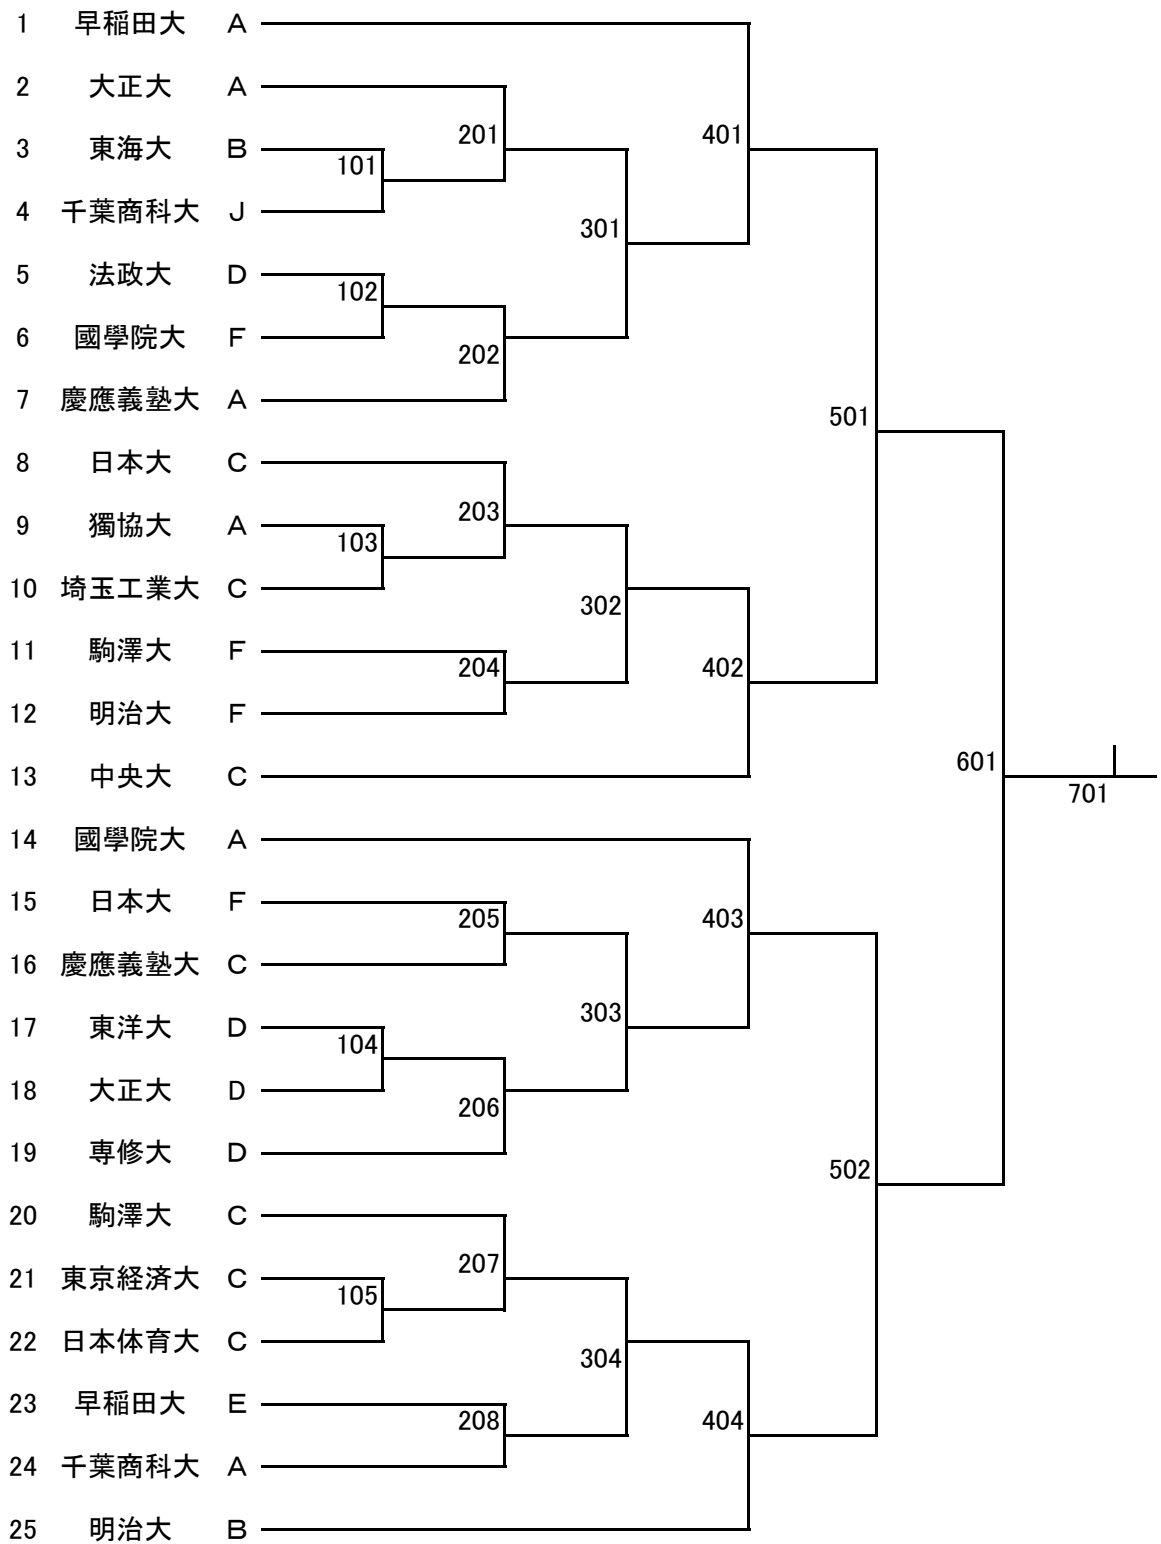 1 早稲田大 A
2 大正大 A
201 401
3 東海大 B
101
4 千葉商科大 J
301
5 法政大 D
102
6 國學院大 F
202
7 慶應義塾大 A
501
8 日本大 C
203
9 獨協大 A
103
10 埼玉工業大 C
302
11 駒澤大 F
204 402
12 明治大 F
601
13 中央大 C
701
14 國學院大 A
15 日本大 F
205 403
16 慶應義塾大 C
303
17 東洋大 D
104
18 大正大 D
206
19 専修大 D
502
20 駒澤大 C
207
21 東京経済大 C
105
22 日本体育大 C
304
23 早稲田大 E
208 404
24 千葉商科大 A
25 明治大 B